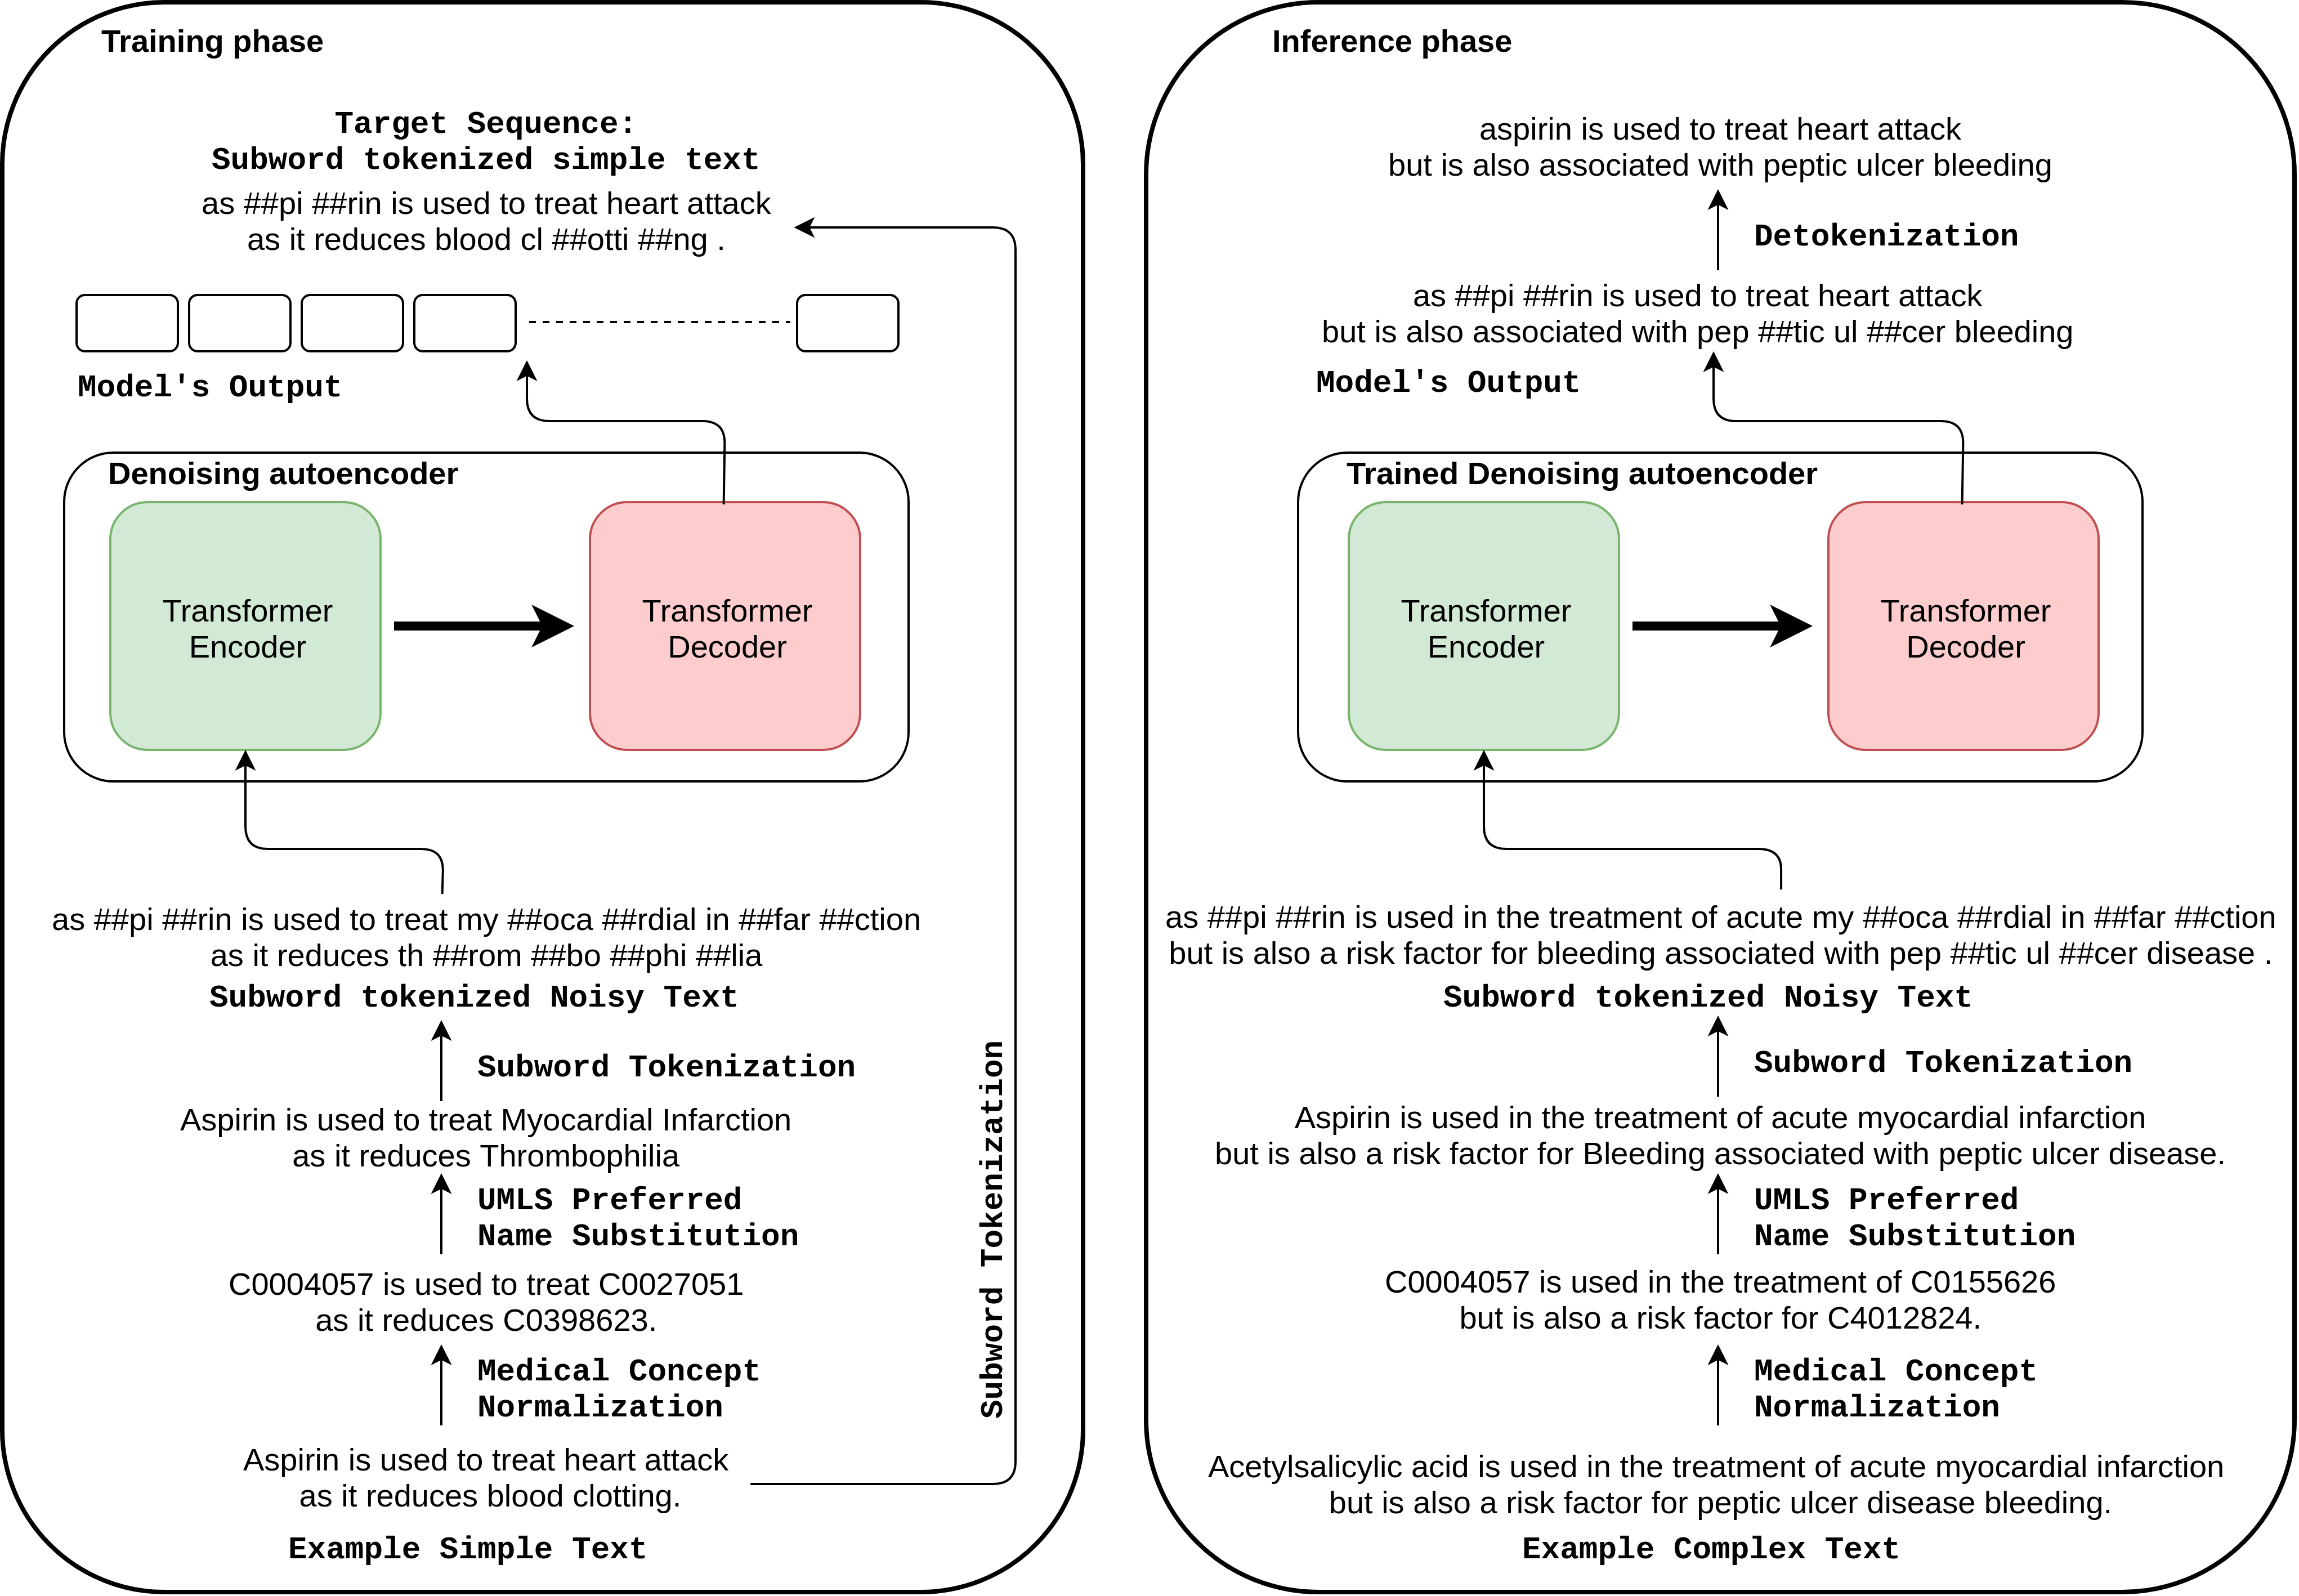 Training phase
Target Sequence:
Subword tokenized simple text
as ##pi ##rin is used to treat heart attack
as it reduces blood cl ##otti ##ng .
Model's Output
Denoising autoencoder
Transformer
Encoder
Transformer
Decoder
as ##pi ##rin is used to treat my ##oca ##rdial in ##far ##ction
as it reduces th ##rom ##bo ##phi ##lia
Subword tokenized Noisy Text
Subword Tokenization
Aspirin is used to treat Myocardial Infarction
as it reduces Thrombophilia
UMLS Preferred
Name Substitution
C0004057 is used to treat C0027051
as it reduces C0398623.
Medical Concept
Normalization
Aspirin is used to treat heart attack
as it reduces blood clotting.
Example Simple Text
Subword Tokenization
Inference phase
aspirin is used to treat heart attack
but is also associated with peptic ulcer bleeding
Detokenization
as ##pi ##rin is used to treat heart attack
but is also associated with pep ##tic ul ##cer bleeding
Model's Output
Trained Denoising autoencoder
Transformer
Encoder
Transformer
Decoder
as ##pi ##rin is used in the treatment of acute my ##oca ##rdial in ##far ##ction
but is also a risk factor for bleeding associated with pep ##tic ul ##cer disease .
Subword tokenized Noisy Text
Subword Tokenization
Aspirin is used in the treatment of acute myocardial infarction
but is also a risk factor for Bleeding associated with peptic ulcer disease.
UMLS Preferred
Name Substitution
C0004057 is used in the treatment of C0155626
but is also a risk factor for C4012824.
Medical Concept
Normalization
Acetylsalicylic acid is used in the treatment of acute myocardial infarction
but is also a risk factor for peptic ulcer disease bleeding.
Example Complex Text